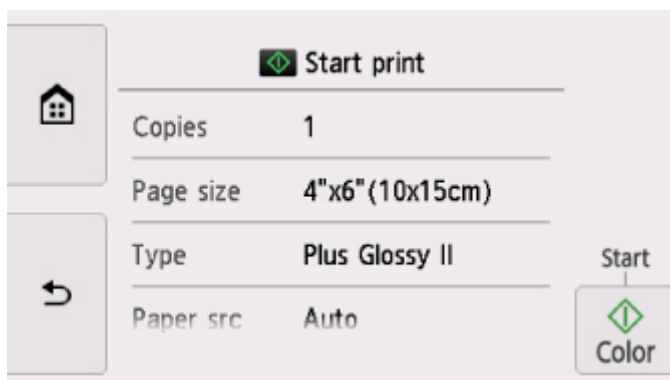 Start print
Copies 1
Page size 4"x6"(10x15cm)
Type Plus Glossy II
Paper src Auto
Start
Color